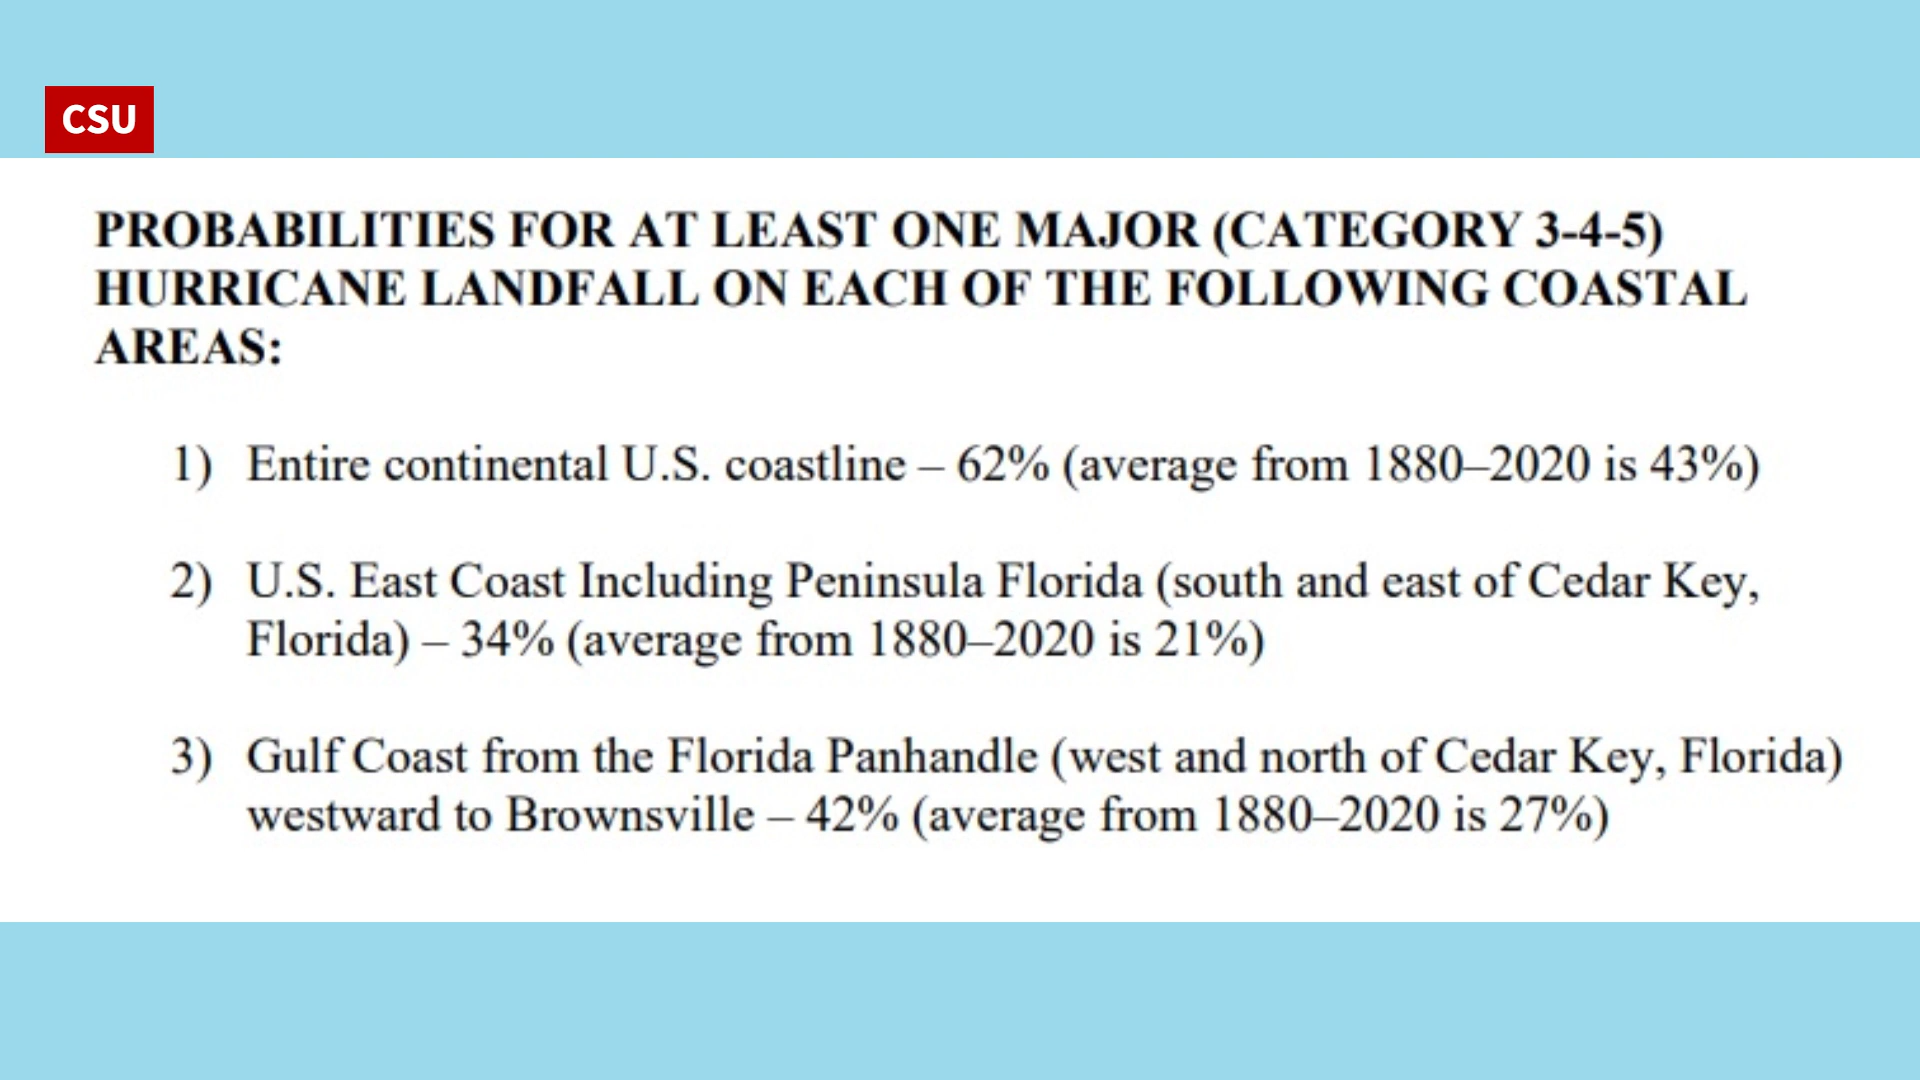 CSU
PROBABILITIES FOR AT LEAST ONE MAJOR (CATEGORY 3-4-5)
HURRICANE LANDFALL ON EACH OF THE FOLLOWING COASTAL
AREAS:
1) Entire continental U.S. coastline – 62% (average from 1880–2020 is 43%)
2) U.S. East Coast Including Peninsula Florida (south and east of Cedar Key,
Florida) – 34% (average from 1880–2020 is 21%)
3) Gulf Coast from the Florida Panhandle (west and north of Cedar Key, Florida)
westward to Brownsville – 42% (average from 1880–2020 is 27%)